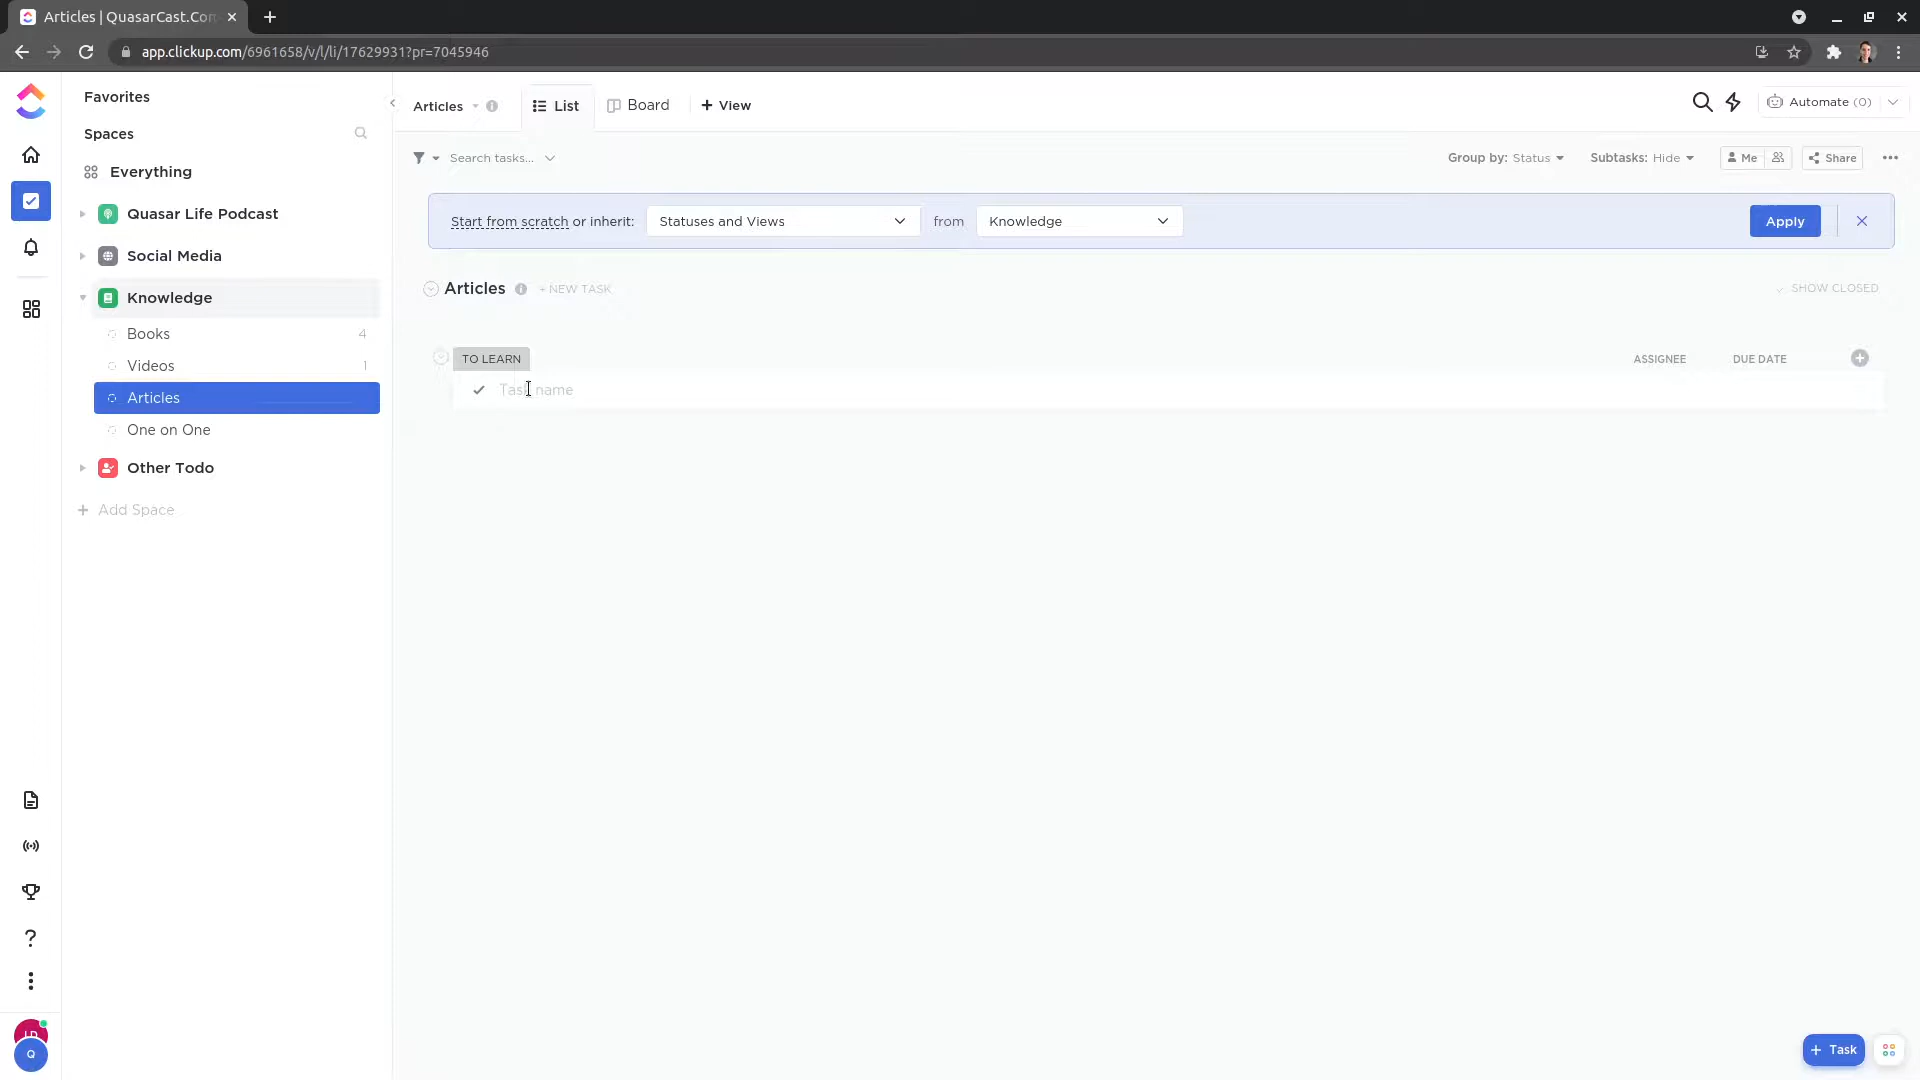 Articles | QuasarCast.Com
app.clickup.com/6961658/v/l/li/17629931?pr=7045946
Favorites
Spaces
Everything
Quasar Life Podcast
Social Media
Knowledge
Books 4
Videos 1
Articles
One on One
Other Todo
+ Add Space
Articles
List
Board
+ View
Automate (0)
Search tasks...
Group by: Status
Subtasks: Hide
Me
Share
Start from scratch or inherit: Statuses and Views from Knowledge
Apply
Articles + NEW TASK
SHOW CLOSED
TO LEARN
ASSIGNEE DUE DATE
Task name
Q
+ Task